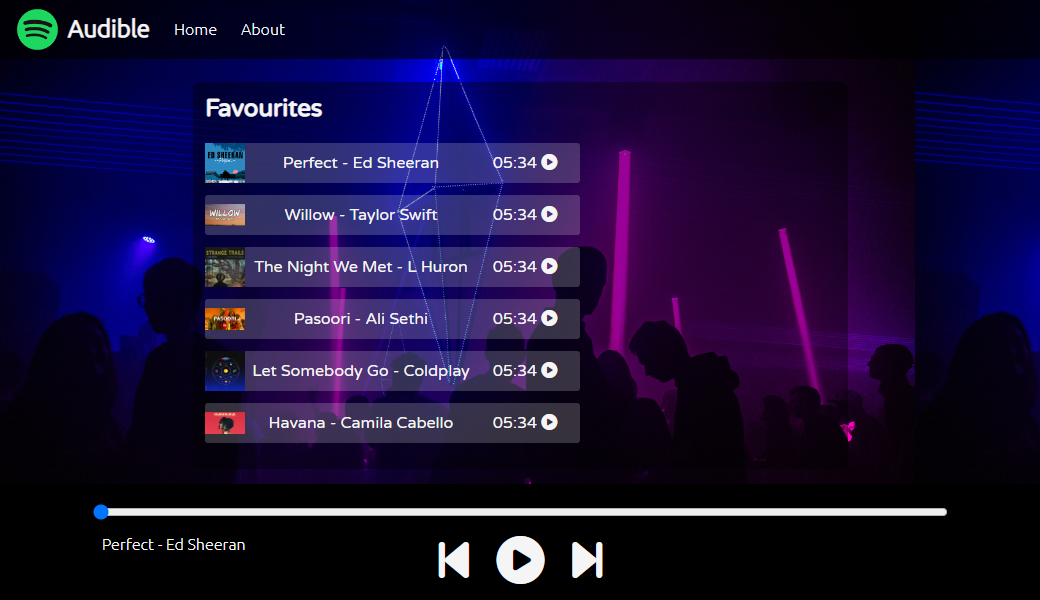 Audible Home About
Favourites
ED SHEERAN
Perfect - Ed Sheeran 05:34
WILLOW
Willow - Taylor Swift 05:34
STRANGE TRAILS
The Night We Met - L Huron 05:34
PASOORI
Pasoori - Ali Sethi 05:34
Let Somebody Go - Coldplay 05:34
Havana - Camila Cabello 05:34
Perfect - Ed Sheeran